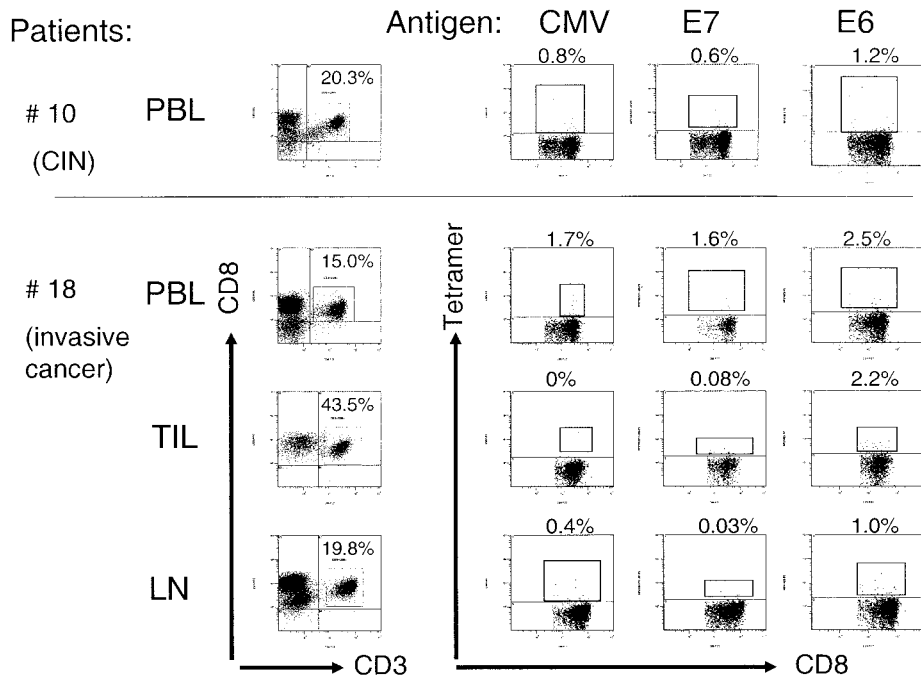 Patients:
Antigen: CMV E7 E6
# 10
(CIN)
PBL
20.3%
0.8%
0.6%
1.2%
# 18
(invasive
cancer)
PBL
CD8
15.0%
Tetramer
1.7%
1.6%
2.5%
TIL
43.5%
0%
0.08%
2.2%
LN
19.8%
0.4%
0.03%
1.0%
CD3
CD8